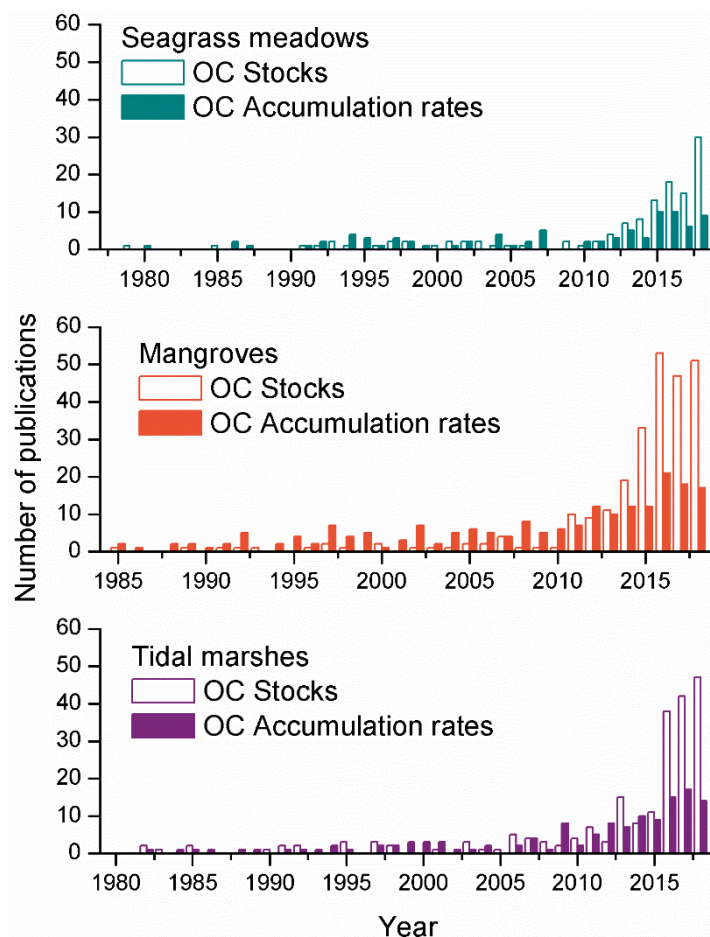 60
Seagrass meadows
50
OC Stocks
40
OC Accumulation rates
30
20
10
0
1980 1985 1990 1995 2000 2005 2010 2015
60
Mangroves
50
OC Stocks
40
OC Accumulation rates
30
20
10
0
1985 1990 1995 2000 2005 2010 2015
Number of publications
60
Tidal marshes
50
OC Stocks
40
OC Accumulation rates
30
20
10
0
1980 1985 1990 1995 2000 2005 2010 2015
Year